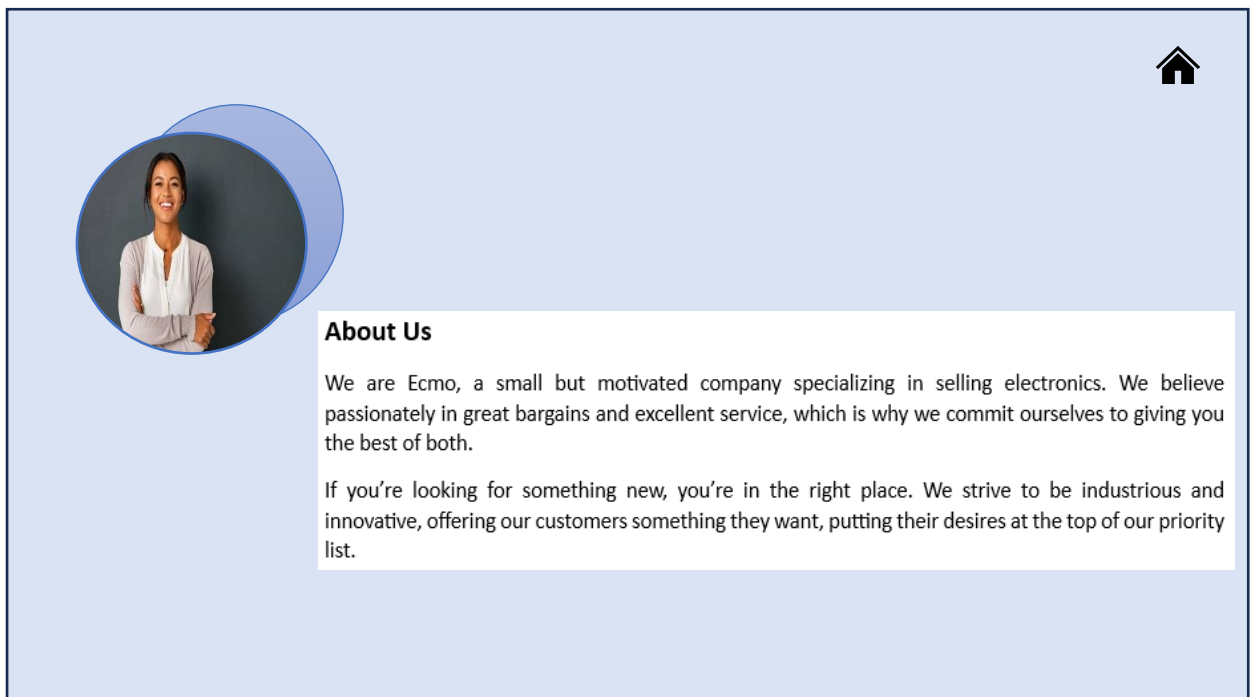 About Us
We are Ecmo, a small but motivated company specializing in selling electronics. We believe
passionately in great bargains and excellent service, which is why we commit ourselves to giving you
the best of both.
If you’re looking for something new, you’re in the right place. We strive to be industrious and
innovative, offering our customers something they want, putting their desires at the top of our priority
list.